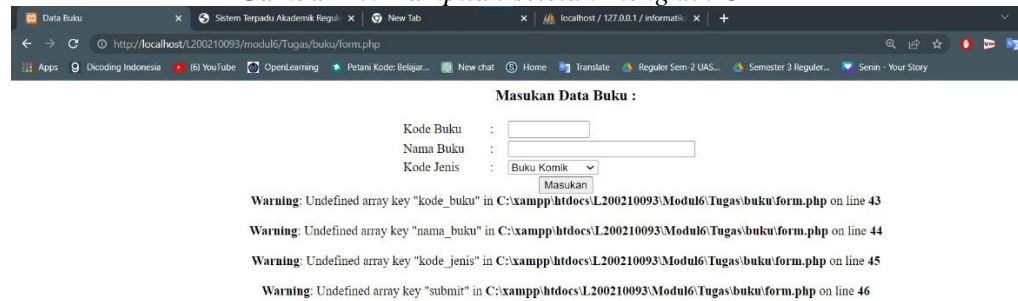 Data Buku
Sistem Terpadu Akademik Regul
New Tab
localhost / 127.0.0.1 / informatik
http://localhost/L200210093/modul6/Tugas/buku/form.php
Apps
Dicoding Indonesia
(6) YouTube
OpenLearning
Petani Kode: Belajar...
New chat
Home
Translate
Reguler Sem-2 UAS...
Semester 3 Reguler...
Senin - Your Story
Masukan Data Buku :
Kode Buku :
Nama Buku :
Kode Jenis : Buku Komik
Masukan
Warning: Undefined array key "kode_buku" in C:\xampp\htdocs\L200210093\Modul6\Tugas\buku\form.php on line 43
Warning: Undefined array key "nama_buku" in C:\xampp\htdocs\L200210093\Modul6\Tugas\buku\form.php on line 44
Warning: Undefined array key "kode_jenis" in C:\xampp\htdocs\L200210093\Modul6\Tugas\buku\form.php on line 45
Warning: Undefined array key "submit" in C:\xampp\htdocs\L200210093\Modul6\Tugas\buku\form.php on line 46